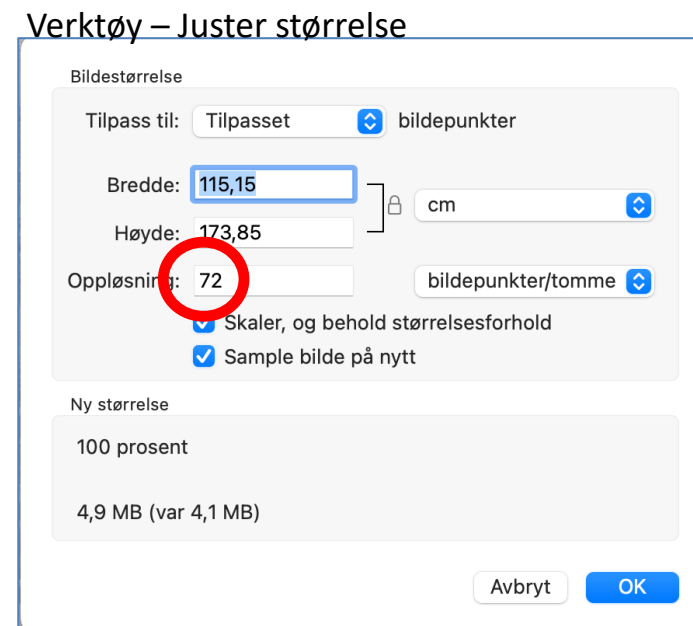 Verktøy – Juster størrelse
Bildestørrelse
Tilpass til: Tilpasset bildepunkter
Bredde: 115,15
cm
Høyde: 173,85
Oppløsning: 72 bildepunkter/tomme
Skaler, og behold størrelsesforhold
Sample bilde på nytt
Ny størrelse
100 prosent
4,9 MB (var 4,1 MB)
Avbryt OK